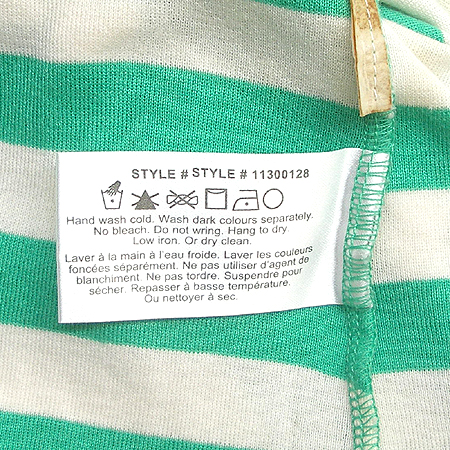 STYLE # STYLE # 11300128
Hand wash cold. Wash dark colours separately.
No bleach. Do not wring. Hang to dry.
Low iron. Or dry clean.
Laver à la main à l'eau froide. Laver les couleurs
foncées séparément. Ne pas utiliser d'agent de
blanchiment. Ne pas tordre. Suspendre pour
sécher. Repasser à basse température.
Ou nettoyer à sec.